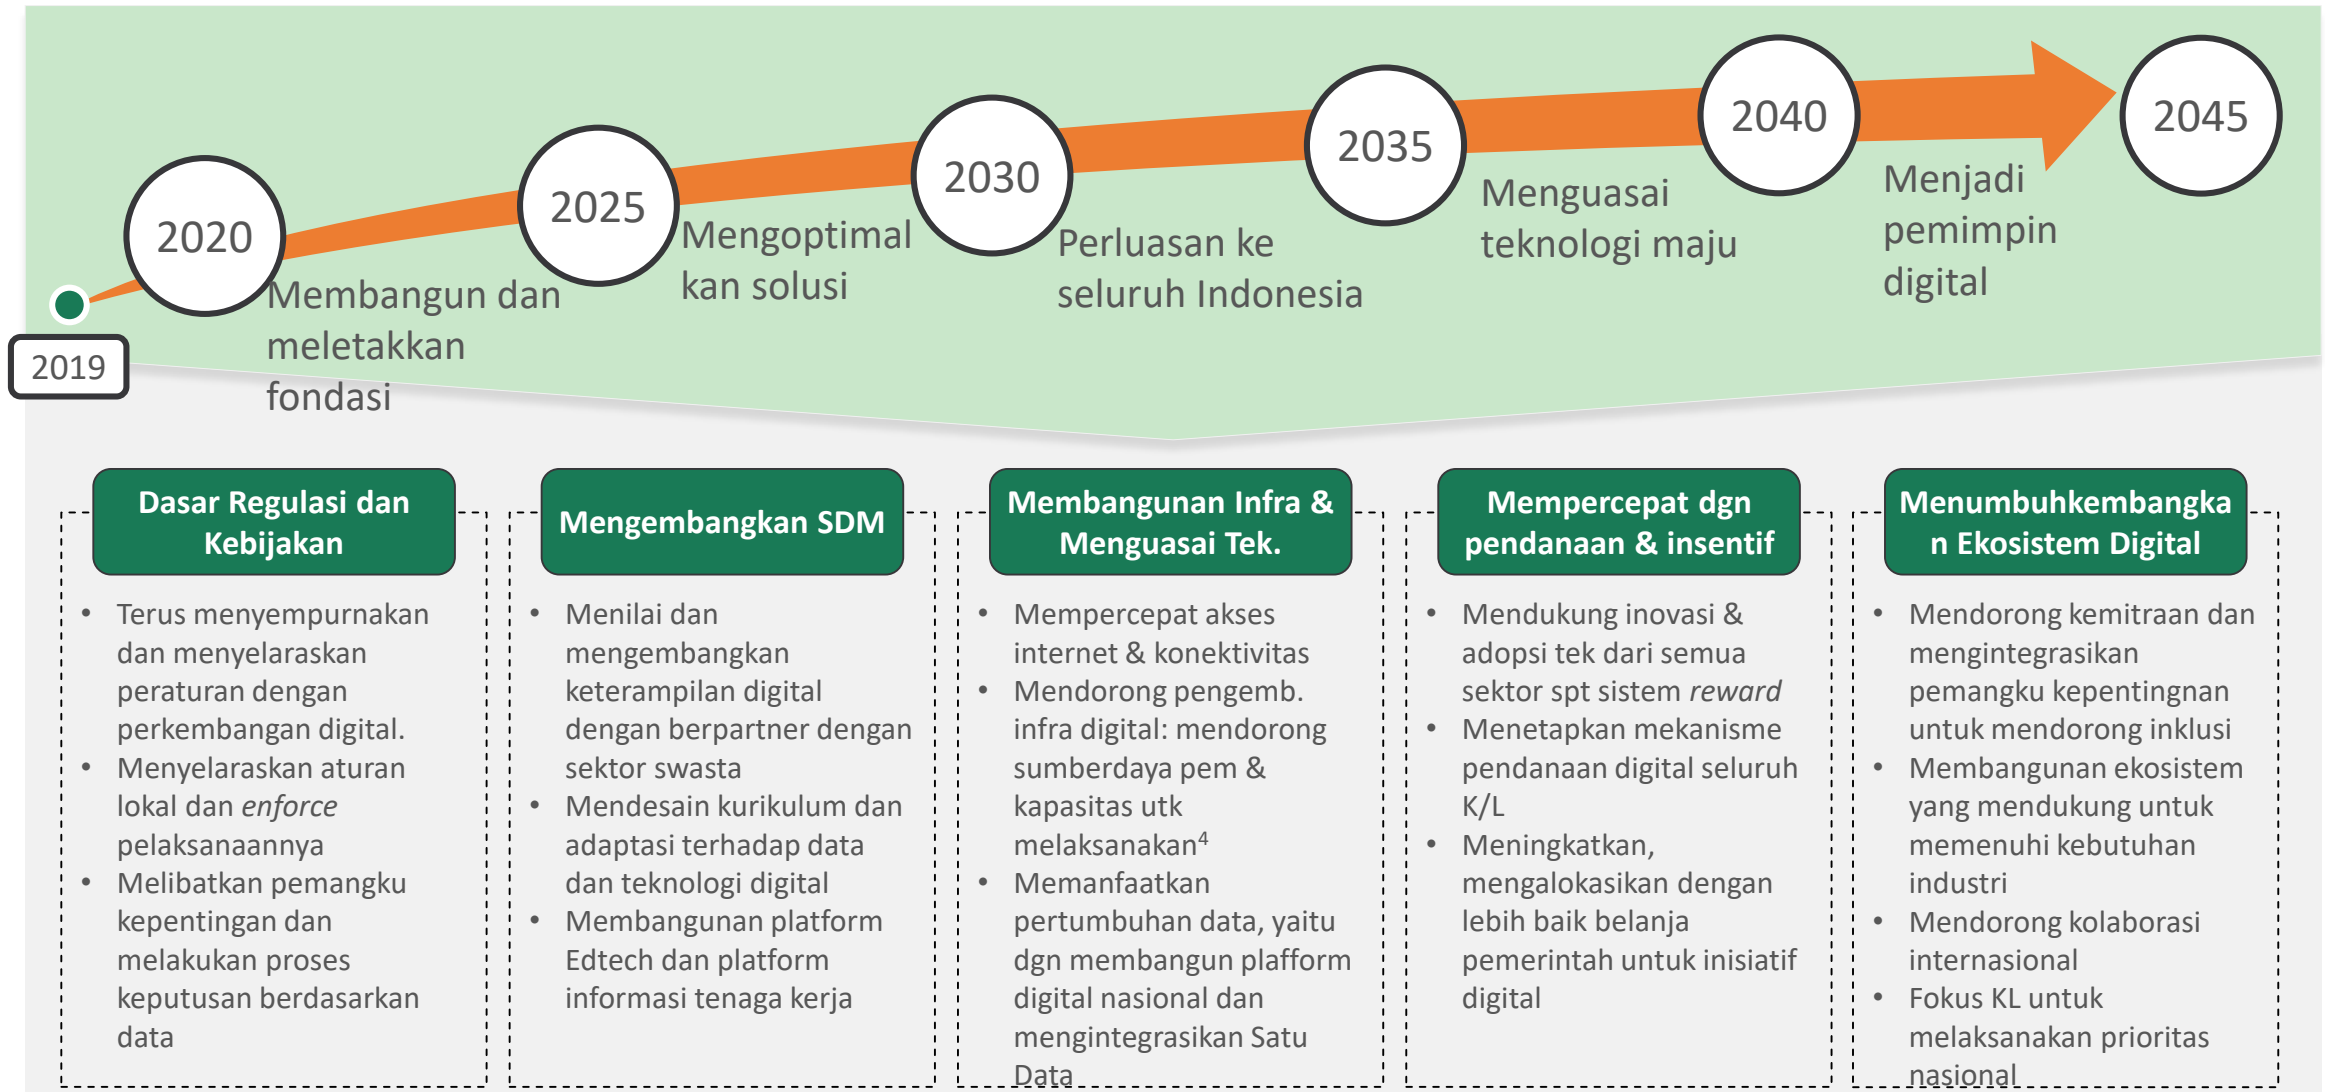 2020
2025
2030
2035
2040
2045
2019
Membangun dan
meletakkan
fondasi
Mengoptimal
kan solusi
Perluasan ke
seluruh Indonesia
Menguasai
teknologi maju
Menjadi
pemimpin
digital
Dasar Regulasi dan
Kebijakan
• Terus menyempurnakan
dan menyelaraskan
peraturan dengan
perkembangan digital.
• Menyelaraskan aturan
lokal dan enforce
pelaksanaannya
• Melibatkan pemangku
kepentingan dan
melakukan proses
keputusan berdasarkan
data
Mengembangkan SDM
• Menilai dan
mengembangkan
keterampilan digital
dengan berpartner dengan
sektor swasta
• Mendesain kurikulum dan
adaptasi terhadap data
dan teknologi digital
• Membangunan platform
Edtech dan platform
informasi tenaga kerja
Membangunan Infra &
Menguasai Tek.
• Mempercepat akses
internet & konektivitas
• Mendorong pengemb.
infra digital: mendorong
sumberdaya pem &
kapasitas utk
melaksanakan⁴
• Memanfaatkan
pertumbuhan data, yaitu
dgn membangun plafform
digital nasional dan
mengintegrasikan Satu
Data
Mempercepat dgn
pendanaan & insentif
• Mendukung inovasi &
adopsi tek dari semua
sektor spt sistem reward
• Menetapkan mekanisme
pendanaan digital seluruh
K/L
• Meningkatkan,
mengalokasikan dengan
lebih baik belanja
pemerintah untuk inisiatif
digital
Menumbuhkembangka
n Ekosistem Digital
• Mendorong kemitraan dan
mengintegrasikan
pemangku kepentingnan
untuk mendorong inklusi
• Membangunan ekosistem
yang mendukung untuk
memenuhi kebutuhan
industri
• Mendorong kolaborasi
internasional
• Fokus KL untuk
melaksanakan prioritas
nasional